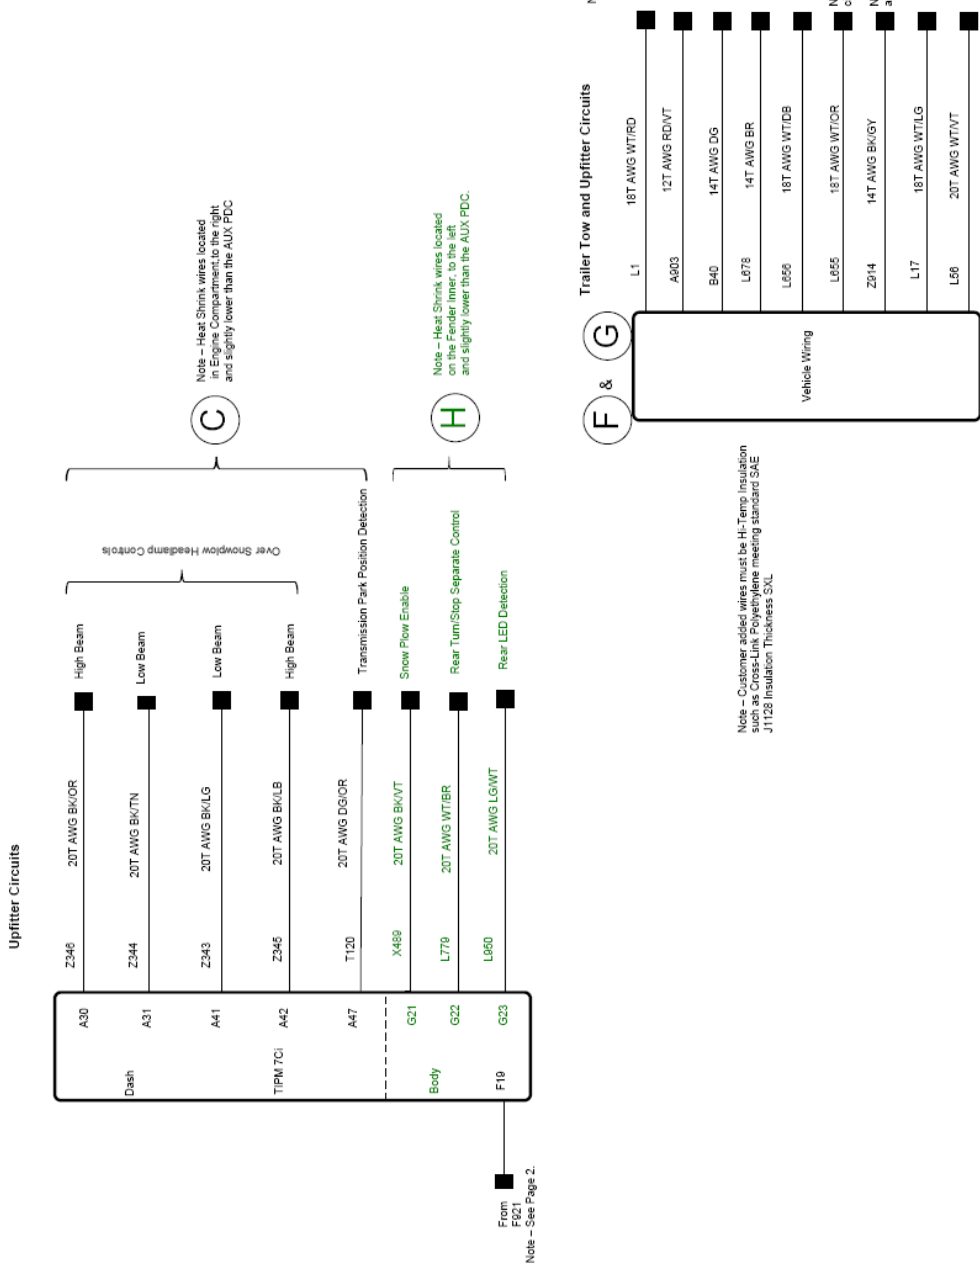 Upfitter Circuits
Dash
TIPM 7Ci
Body
A30
Z346
20T AWG BK/OR
High Beam
A31
Z344
20T AWG BK/TN
Low Beam
A41
Z343
20T AWG BK/LG
Low Beam
A42
Z345
20T AWG BK/LB
High Beam
Over Snowplow Headlamp Controls
A47
T120
20T AWG DG/OR
Transmission Park Position Detection
G21
X489
20T AWG BK/VT
Snow Plow Enable
G22
L779
20T AWG WT/BR
Rear Turn/Stop Separate Control
G23
L950
20T AWG LG/WT
Rear LED Detection
F19
From
F921
Note – See Page 2.
C
Note – Heat Shrink wires located
in Engine Compartment,to the right
and slightly lower than the AUX PDC
H
Note – Heat Shrink wires located
on the Fender Inner, to the left
and slightly lower than the AUX PDC.
Trailer Tow and Upfitter Circuits
F & G
Vehicle Wiring
L1
18T AWG WT/RD
A903
12T AWG RD/VT
B40
14T AWG DG
L678
14T AWG BR
L656
18T AWG WT/DB
L655
18T AWG WT/OR
Z914
14T AWG BK/GY
L17
18T AWG WT/LG
L56
20T AWG WT/VT
Note – Customer added wires must be Hi-Temp Insulation
such as Cross-Link Polyethylene meeting standard SAE
J1128 Insulation Thickness SXL